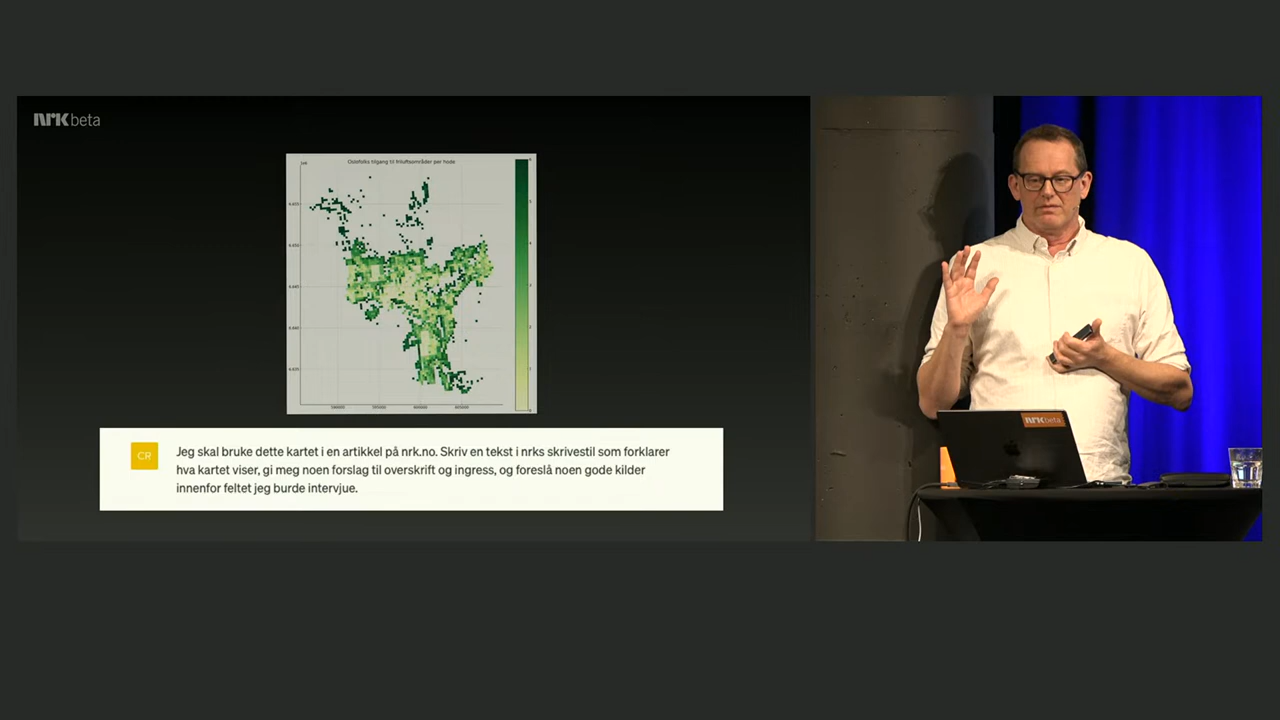 NRK beta
Oslofolks tilgang til friluftsområder per hode
CR
Jeg skal bruke dette kartet i en artikkel på nrk.no. Skriv en tekst i nrks skrivestil som forklarer
hva kartet viser, gi meg noen forslag til overskrift og ingress, og foreslå noen gode kilder
innenfor feltet jeg burde intervjue.
NRK beta